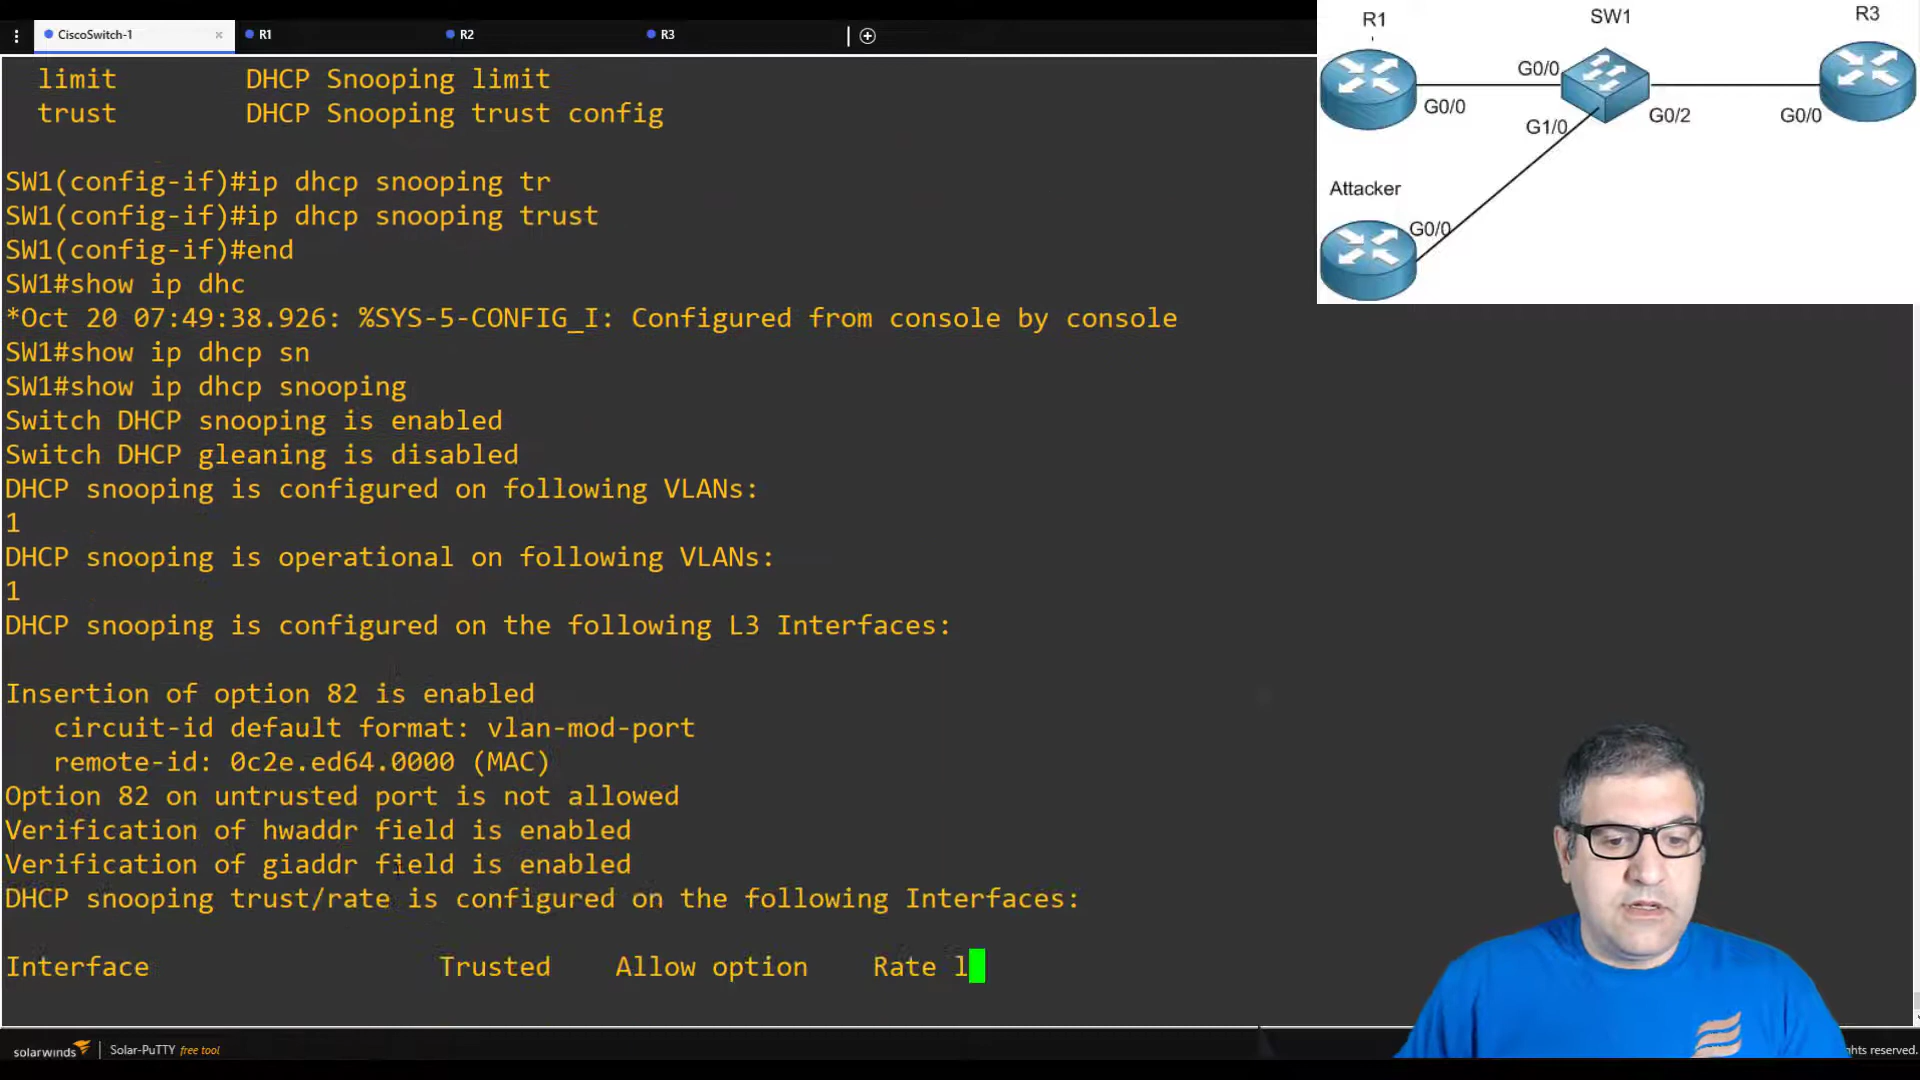 CiscoSwitch-1 × R1 R2 R3
limit DHCP Snooping limit
trust DHCP Snooping trust config
SW1(config-if)#ip dhcp snooping tr
SW1(config-if)#ip dhcp snooping trust
SW1(config-if)#end
SW1#show ip dhc
*Oct 20 07:49:38.926: %SYS-5-CONFIG_I: Configured from console by console
SW1#show ip dhcp sn
SW1#show ip dhcp snooping
Switch DHCP snooping is enabled
Switch DHCP gleaning is disabled
DHCP snooping is configured on following VLANs:
1
DHCP snooping is operational on following VLANs:
1
DHCP snooping is configured on the following L3 Interfaces:
Insertion of option 82 is enabled
circuit-id default format: vlan-mod-port
remote-id: 0c2e.ed64.0000 (MAC)
Option 82 on untrusted port is not allowed
Verification of hwaddr field is enabled
Verification of giaddr field is enabled
DHCP snooping trust/rate is configured on the following Interfaces:
Interface Trusted Allow option Rate l
R1 SW1 R3
G0/0
G0/0 G1/0 G0/2 G0/0
Attacker
G0/0
solarwinds Solar-PuTTY free tool
hts reserved.